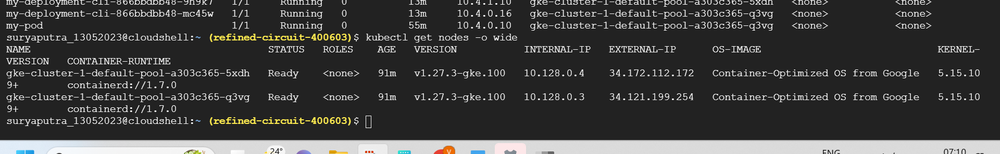 my-deployment-cli-866bbdbb48-9h9k7   1/1     Running   0          13m   10.4.1.10   gke-cluster-1-default-pool-a303c365-5xdh   <none>           <none>
my-deployment-cli-866bbdbb48-mc45w   1/1     Running   0          13m   10.4.0.16   gke-cluster-1-default-pool-a303c365-q3vg   <none>           <none>
my-pod                               1/1     Running   0          55m   10.4.0.10   gke-cluster-1-default-pool-a303c365-q3vg   <none>           <none>
suryaputra_13052023@cloudshell:~ (refined-circuit-400603)$ kubectl get nodes -o wide
NAME                                       STATUS   ROLES    AGE   VERSION           INTERNAL-IP   EXTERNAL-IP      OS-IMAGE                             KERNEL-
VERSION   CONTAINER-RUNTIME
gke-cluster-1-default-pool-a303c365-5xdh   Ready    <none>   91m   v1.27.3-gke.100   10.128.0.4    34.172.112.172   Container-Optimized OS from Google   5.15.10
9+        containerd://1.7.0
gke-cluster-1-default-pool-a303c365-q3vg   Ready    <none>   91m   v1.27.3-gke.100   10.128.0.3    34.121.199.254   Container-Optimized OS from Google   5.15.10
9+        containerd://1.7.0
suryaputra_13052023@cloudshell:~ (refined-circuit-400603)$
24°
ENG
07:10